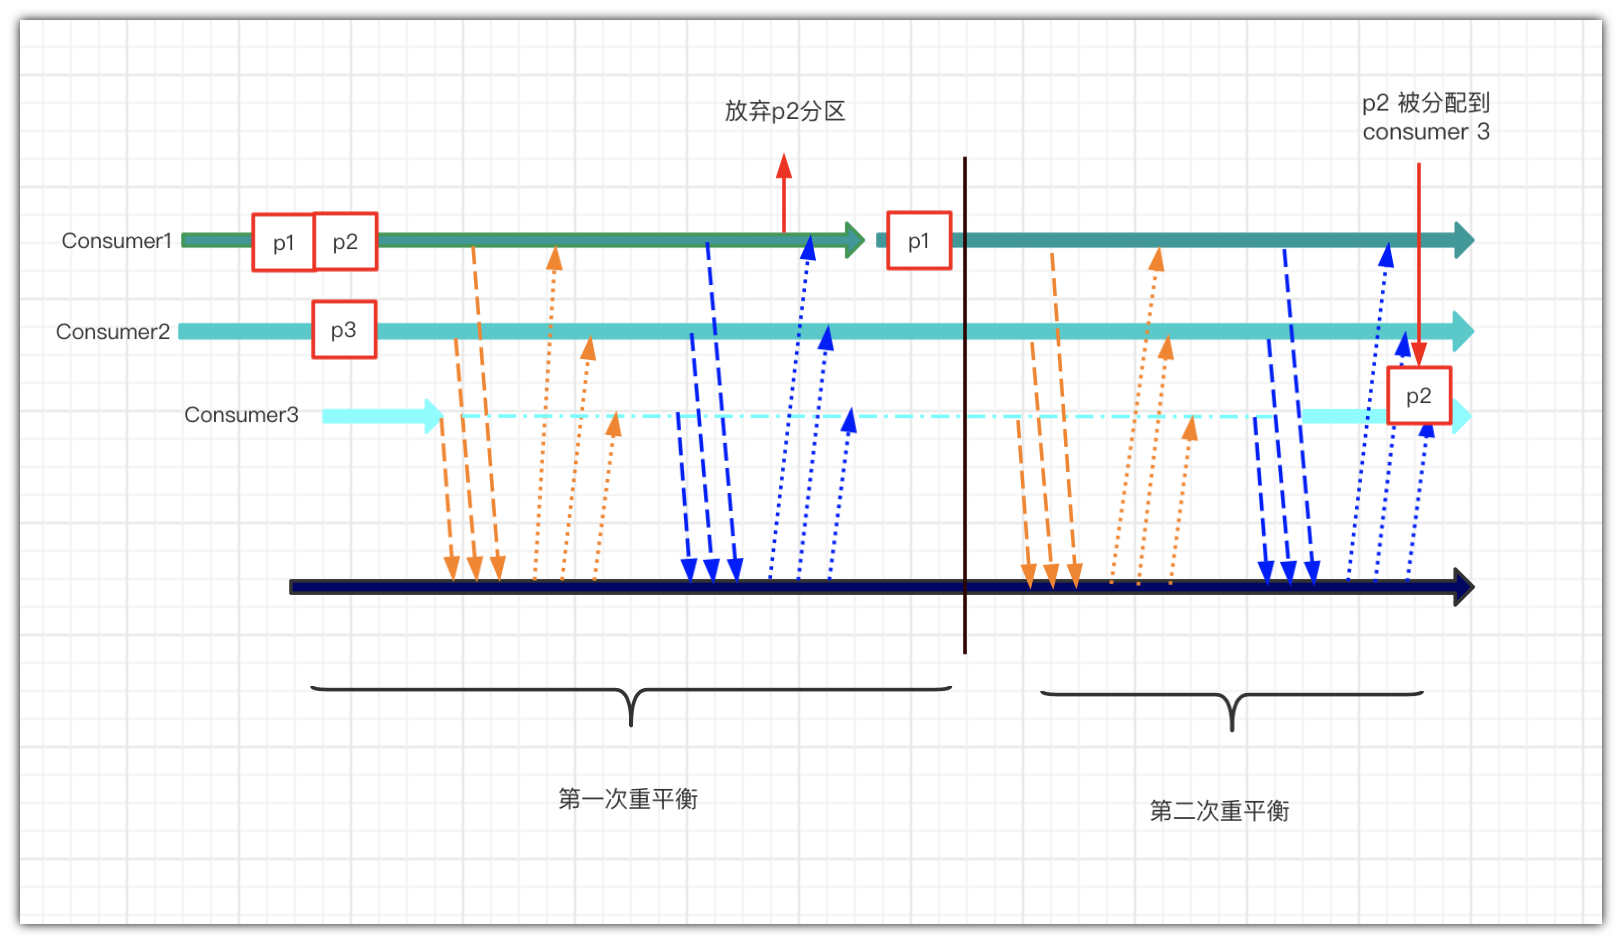 放弃p2分区
p2 被分配到
consumer 3
Consumer1
p1
p2
p1
Consumer2
p3
p2
Consumer3
第一次重平衡
第二次重平衡